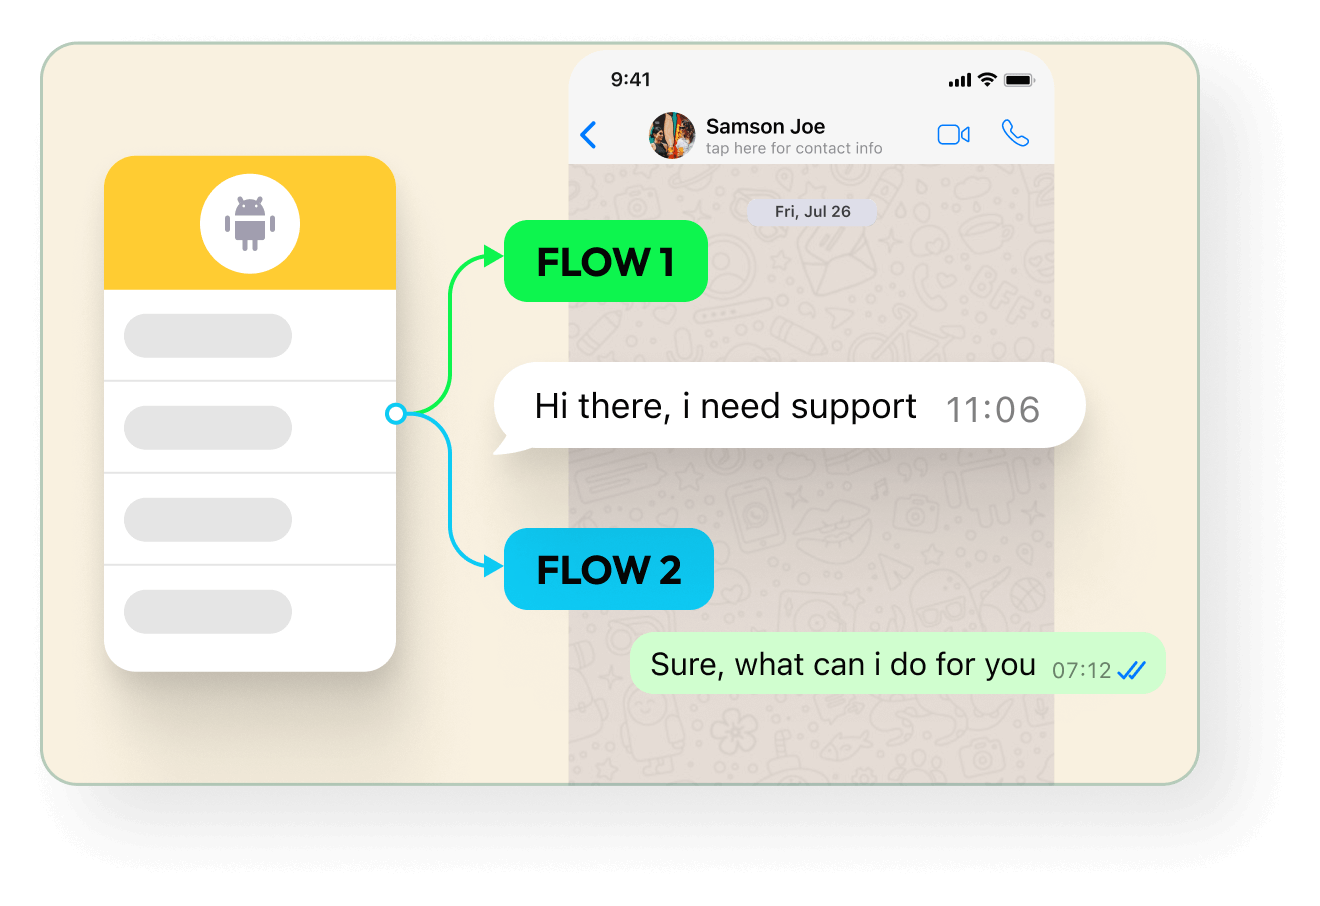 9:41
Samson Joe
tap here for contact info
Fri, Jul 26
FLOW 1
Hi there, i need support 11:06
FLOW 2
Sure, what can i do for you 07:12